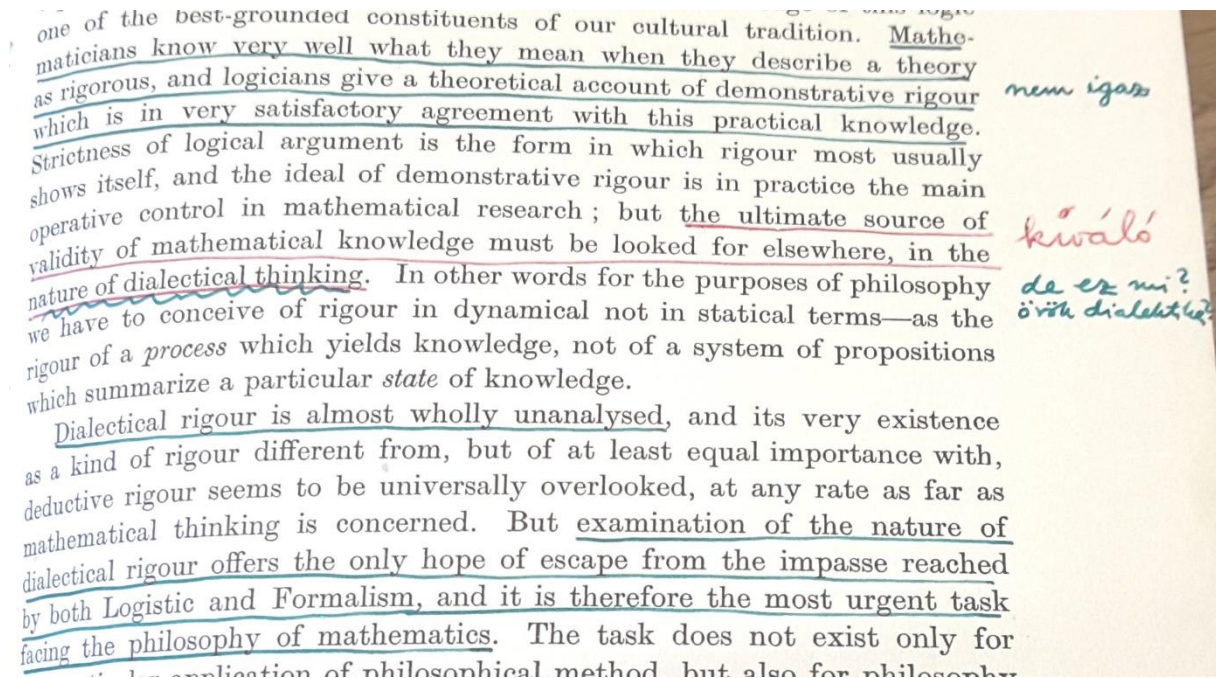 one of the best-grounded constituents of our cultural tradition. Mathe-
maticians know very well what they mean when they describe a theory
as rigorous, and logicians give a theoretical account of demonstrative rigour
which is in very satisfactory agreement with this practical knowledge.
Strictness of logical argument is the form in which rigour most usually
shows itself, and the ideal of demonstrative rigour is in practice the main
operative control in mathematical research ; but the ultimate source of
validity of mathematical knowledge must be looked for elsewhere, in the
nature of dialectical thinking. In other words for the purposes of philosophy
we have to conceive of rigour in dynamical not in statical terms—as the
rigour of a process which yields knowledge, not of a system of propositions
which summarize a particular state of knowledge.
Dialectical rigour is almost wholly unanalysed, and its very existence
as a kind of rigour different from, but of at least equal importance with,
deductive rigour seems to be universally overlooked, at any rate as far as
mathematical thinking is concerned. But examination of the nature of
dialectical rigour offers the only hope of escape from the impasse reached
by both Logistic and Formalism, and it is therefore the most urgent task
facing the philosophy of mathematics. The task does not exist only for
application of philosophical method, but also for philosophy
nem igaz
kiváló
de ez mi?
örök dialektika?